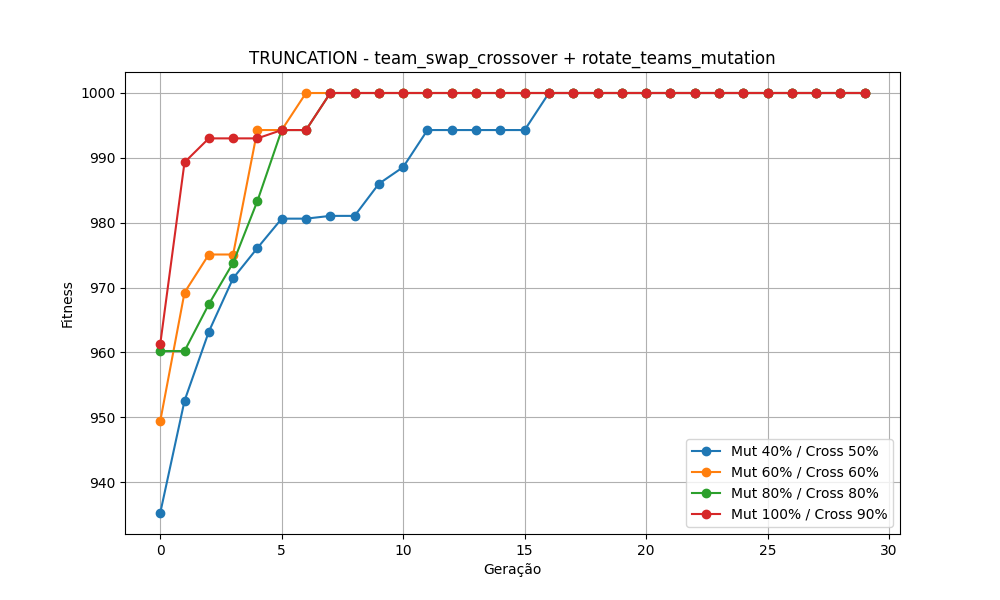 TRUNCATION - team_swap_crossover + rotate_teams_mutation
1000
990
980
970
960
950
940
Fitness
0
5
10
15
20
25
30
Geração
Mut 40% / Cross 50%
Mut 60% / Cross 60%
Mut 80% / Cross 80%
Mut 100% / Cross 90%